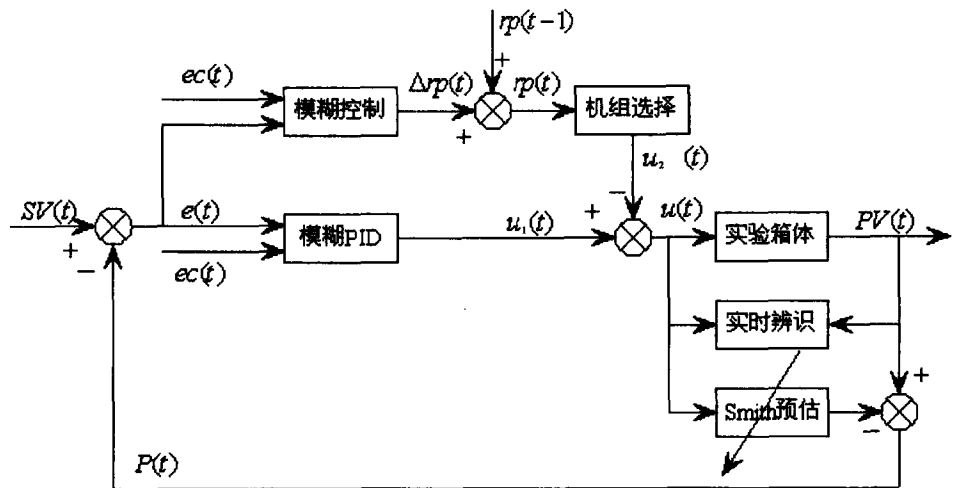 rp(t−1)
+
ec(t)
模糊控制
Δrp(t)
+
rp(t)
机组选择
u₂ (t)
−
SV(t)
+
−
e(t)
ec(t)
模糊PID
u₁(t)
+
u(t)
实验箱体
PV(t)
实时辨识
+
Smith预估
−
P(t)